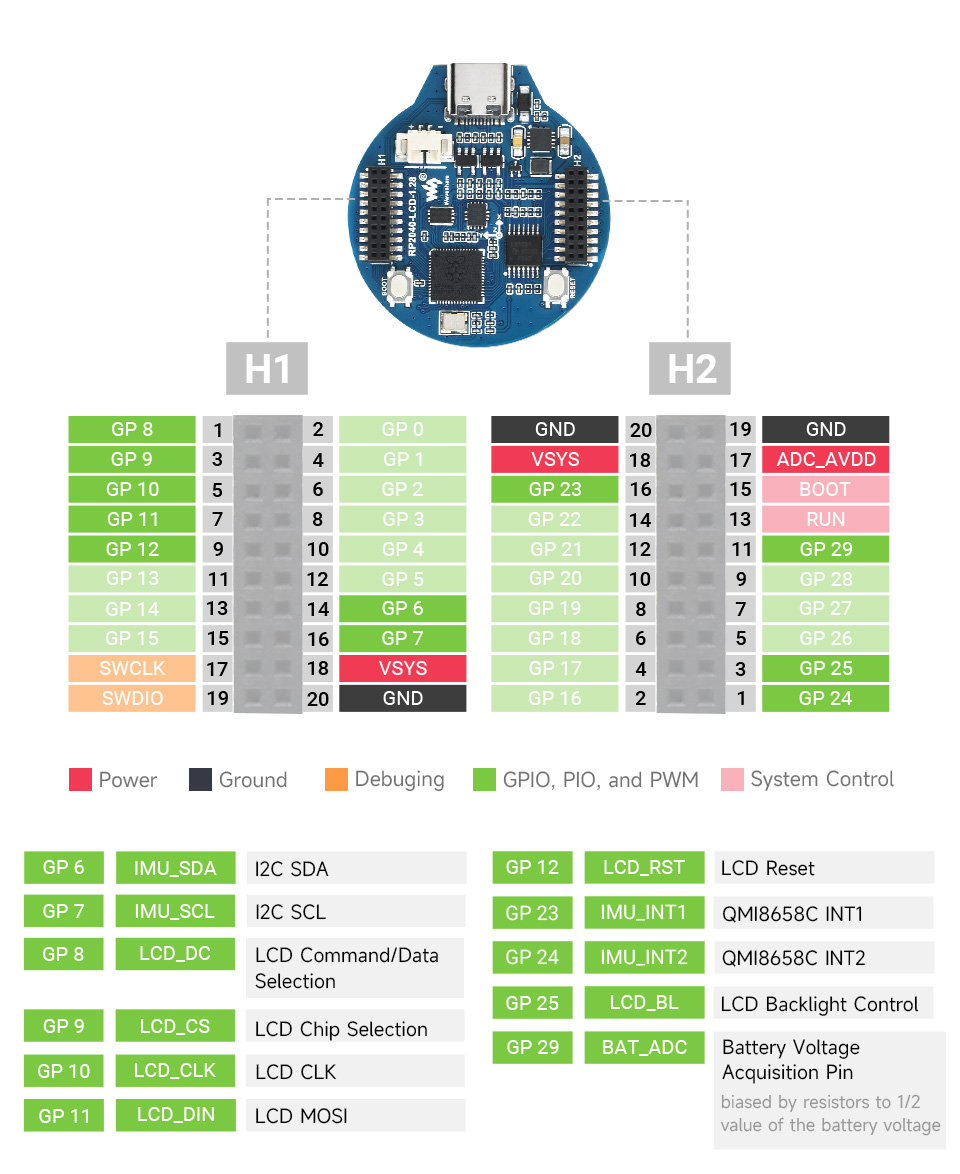 H1
H2
RP2040-LCD-1.28
®
Waveshare
BOOT
RESET
H1
H2
GP 8 1 2 GP 0
GP 9 3 4 GP 1
GP 10 5 6 GP 2
GP 11 7 8 GP 3
GP 12 9 10 GP 4
GP 13 11 12 GP 5
GP 14 13 14 GP 6
GP 15 15 16 GP 7
SWCLK 17 18 VSYS
SWDIO 19 20 GND
GND 20 19 GND
VSYS 18 17 ADC_AVDD
GP 23 16 15 BOOT
GP 22 14 13 RUN
GP 21 12 11 GP 29
GP 20 10 9 GP 28
GP 19 8 7 GP 27
GP 18 6 5 GP 26
GP 17 4 3 GP 25
GP 16 2 1 GP 24
Power Ground Debuging GPIO, PIO, and PWM System Control
GP 6 IMU_SDA I2C SDA
GP 7 IMU_SCL I2C SCL
GP 8 LCD_DC LCD Command/Data
Selection
GP 9 LCD_CS LCD Chip Selection
GP 10 LCD_CLK LCD CLK
GP 11 LCD_DIN LCD MOSI
GP 12 LCD_RST LCD Reset
GP 23 IMU_INT1 QMI8658C INT1
GP 24 IMU_INT2 QMI8658C INT2
GP 25 LCD_BL LCD Backlight Control
GP 29 BAT_ADC Battery Voltage
Acquisition Pin
biased by resistors to 1/2
value of the battery voltage